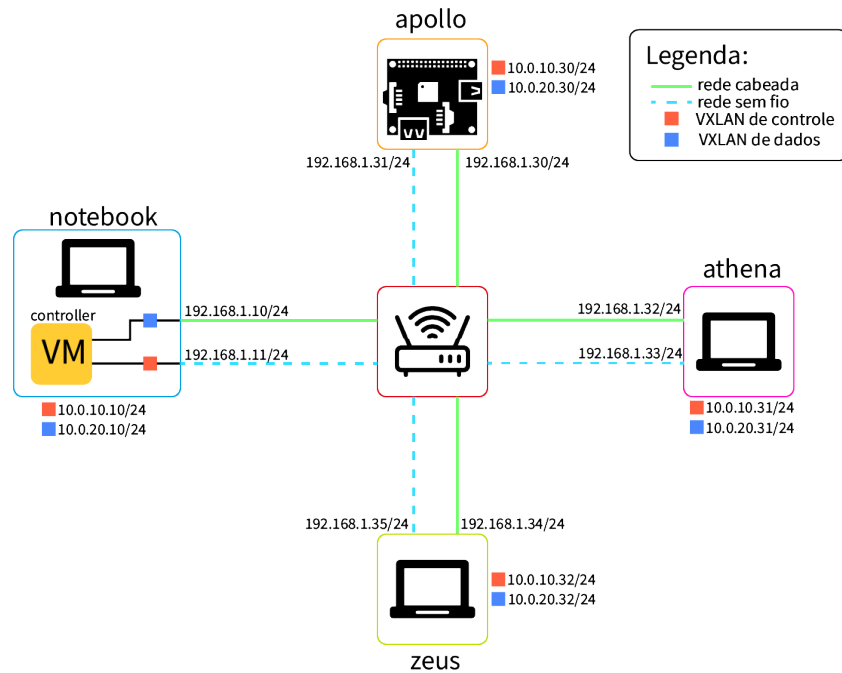 apollo
10.0.10.30/24
10.0.20.30/24
Legenda:
rede cabeada
rede sem fio
VXLAN de controle
VXLAN de dados
192.168.1.31/24
192.168.1.30/24
notebook
controller
VM
192.168.1.10/24
192.168.1.11/24
10.0.10.10/24
10.0.20.10/24
athena
192.168.1.32/24
192.168.1.33/24
10.0.10.31/24
10.0.20.31/24
192.168.1.35/24
192.168.1.34/24
10.0.10.32/24
10.0.20.32/24
zeus